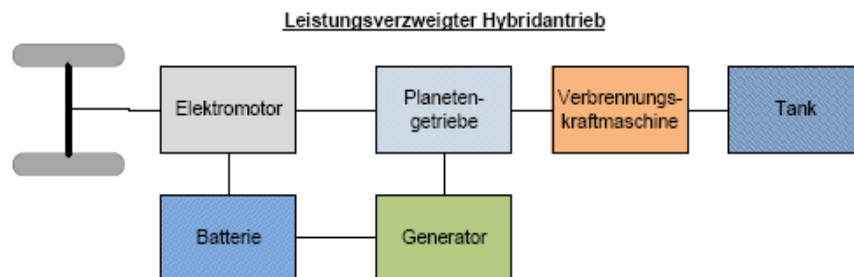 Leistungsverzweigter Hybridantrieb
Elektromotor
Planeten-
getriebe
Verbrennungs-
kraftmaschine
Tank
Batterie
Generator